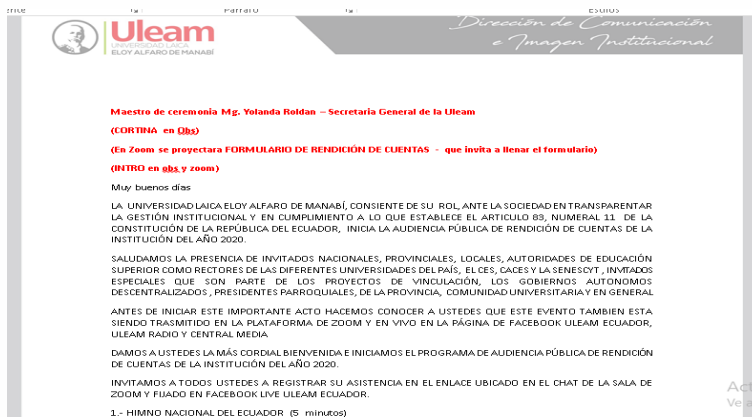 Párrafo
Estilos
Uleam
UNIVERSIDAD LAICA
ELOY ALFARO DE MANABÍ
Dirección de Comunicación
e Imagen Institucional
Maestro de ceremonia Mg. Yolanda Roldan – Secretaria General de la Uleam
(CORTINA en Obs)
(En Zoom se proyectara FORMULARIO DE RENDICIÓN DE CUENTAS - que invita a llenar el formulario)
(INTRO en obs y zoom)
Muy buenos días
LA UNIVERSIDAD LAICA ELOY ALFARO DE MANABÍ, CONSIENTE DE SU ROL, ANTE LA SOCIEDAD EN TRANSPARENTAR
LA GESTIÓN INSTITUCIONAL Y EN CUMPLIMIENTO A LO QUE ESTABLECE EL ARTICULO 83, NUMERAL 11 DE LA
CONSTITUCIÓN DE LA REPÚBLICA DEL ECUADOR, INICIA LA AUDIENCIA PÚBLICA DE RENDICIÓN DE CUENTAS DE LA
INSTITUCIÓN DEL AÑO 2020.
SALUDAMOS LA PRESENCIA DE INVITADOS NACIONALES, PROVINCIALES, LOCALES, AUTORIDADES DE EDUCACIÓN
SUPERIOR COMO RECTORES DE LAS DIFERENTES UNIVERSIDADES DEL PAÍS, EL CES, CACES Y LA SENESCYT , INVITADOS
ESPECIALES QUE SON PARTE DE LOS PROYECTOS DE VINCULACIÓN, LOS GOBIERNOS AUTONOMOS
DESCENTRALIZADOS , PRESIDENTES PARROQUIALES, DE LA PROVINCIA, COMUNIDAD UNIVERSITARIA Y EN GENERAL
ANTES DE INICIAR ESTE IMPORTANTE ACTO HACEMOS CONOCER A USTEDES QUE ESTE EVENTO TAMBIEN ESTA
SIENDO TRASMITIDO EN LA PLATAFORMA DE ZOOM Y EN VIVO EN LA PÁGINA DE FACEBOOK ULEAM ECUADOR,
ULEAM RADIO Y CENTRAL MEDIA
DAMOS A USTEDES LA MÁS CORDIAL BIENVENIDA E INICIAMOS EL PROGRAMA DE AUDIENCIA PÚBLICA DE RENDICIÓN
DE CUENTAS DE LA INSTITUCIÓN DEL AÑO 2020.
INVITAMOS A TODOS USTEDES A REGISTRAR SU ASISTENCIA EN EL ENLACE UBICADO EN EL CHAT DE LA SALA DE
ZOOM Y FIJADO EN FACEBOOK LIVE ULEAM ECUADOR.
1.- HIMNO NACIONAL DEL ECUADOR (5 minutos)